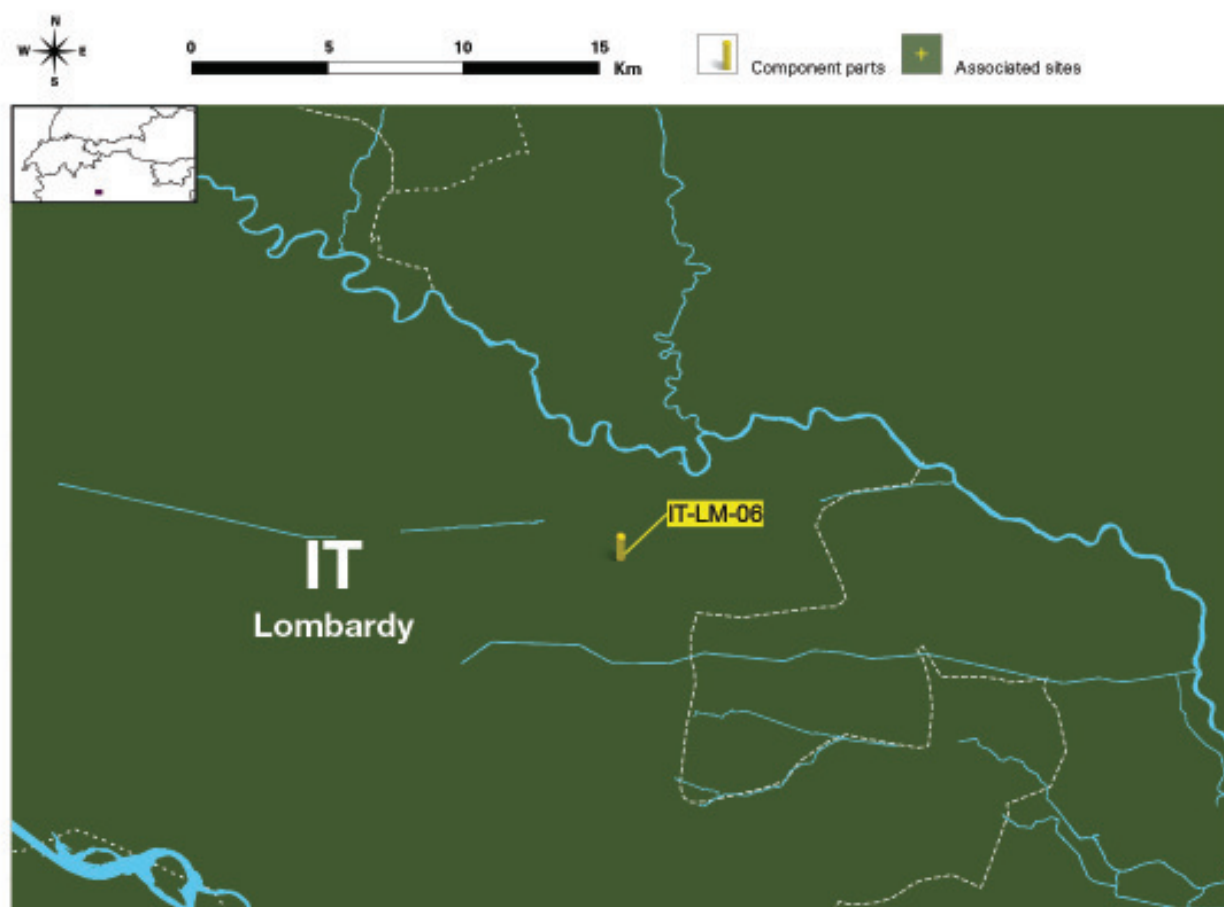 N
W E
S
0 5 10 15
Km
Component parts
Associated sites
IT-LM-06
IT
Lombardy